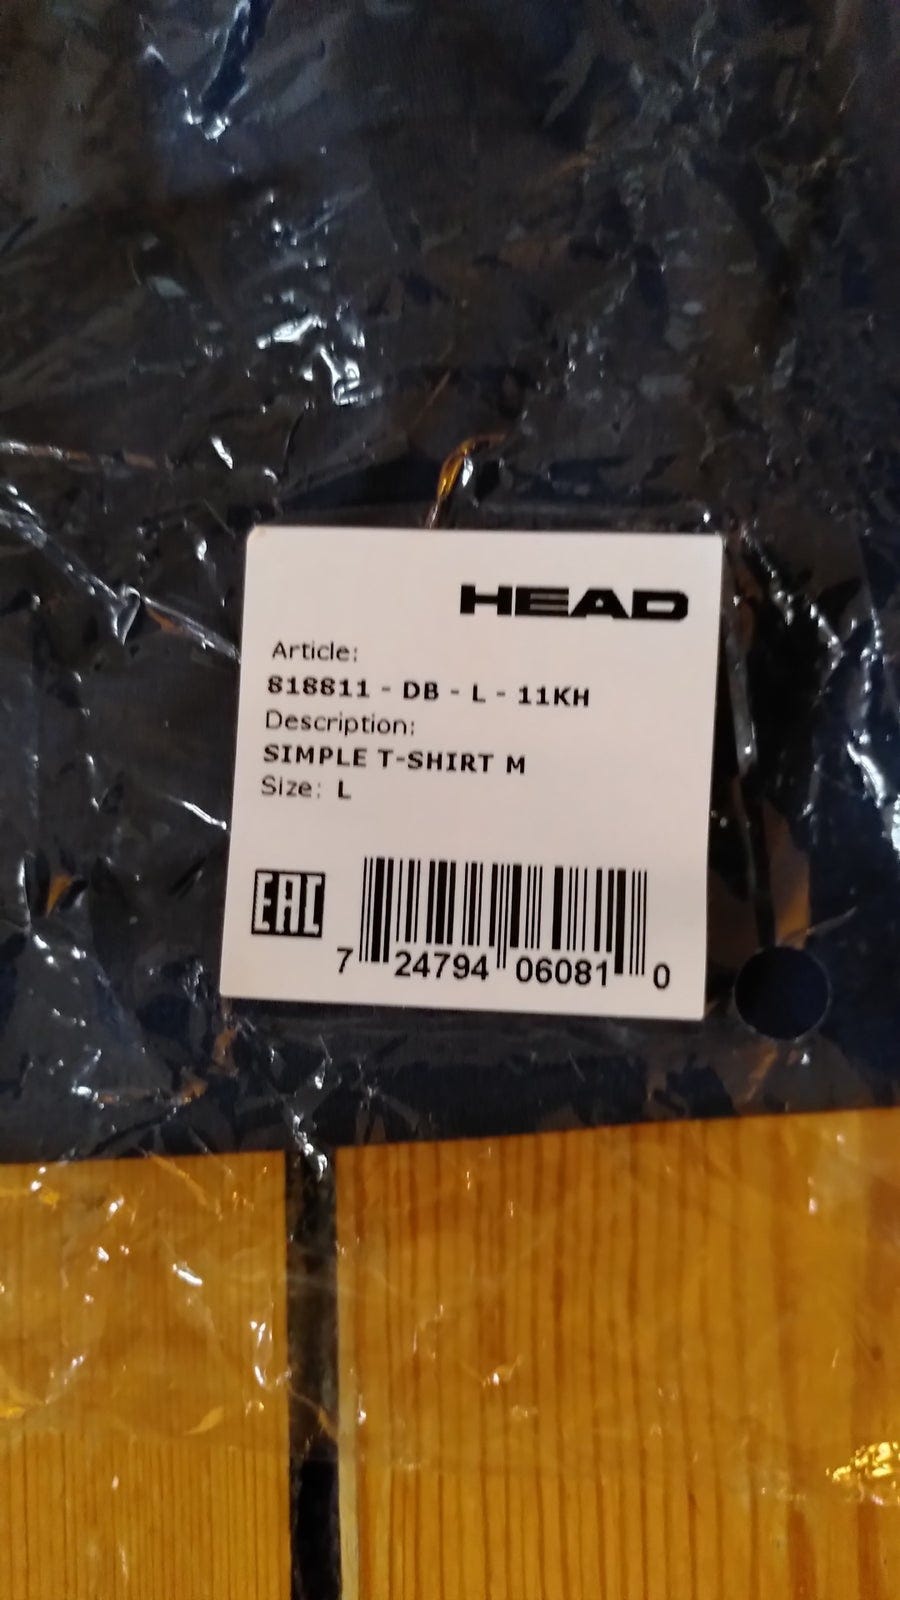 HEAD
Article:
818811 - DB - L - 11KH
Description:
SIMPLE T-SHIRT M
Size: L
EAC
7 24794 06081 0